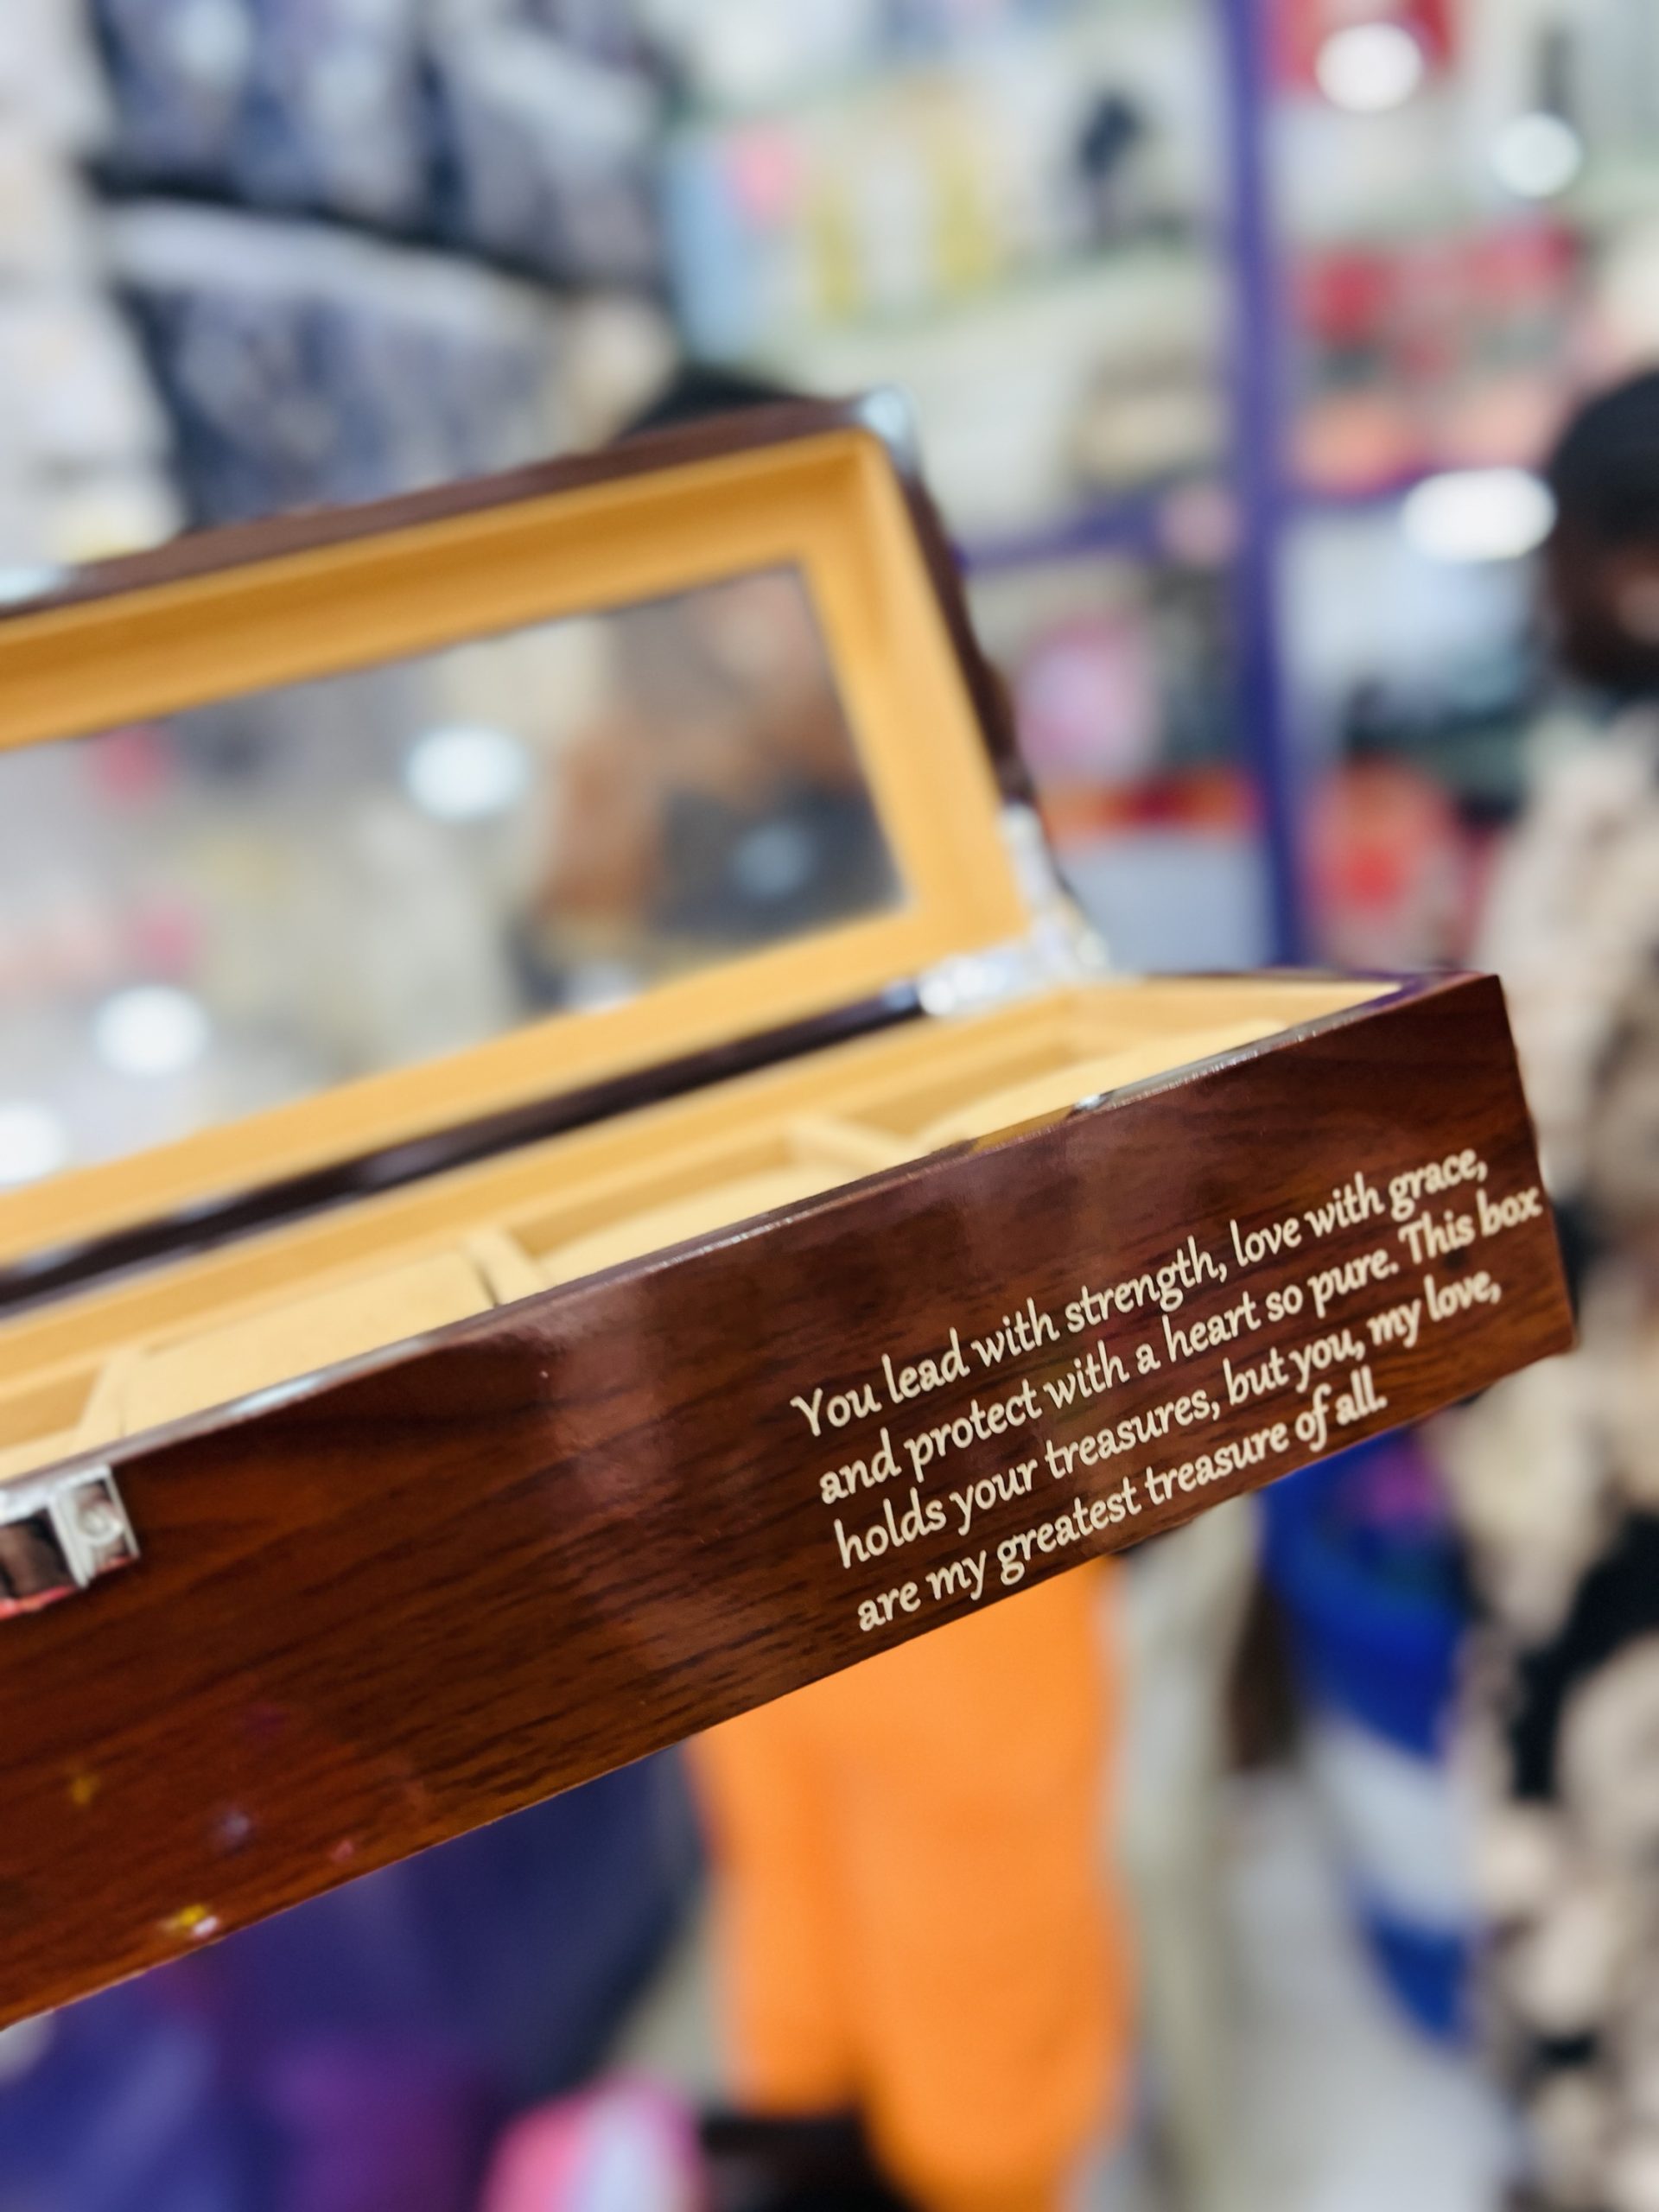 You lead with strength, love with grace,
and protect with a heart so pure. This box
holds your treasures, but you, my love,
are my greatest treasure of all.